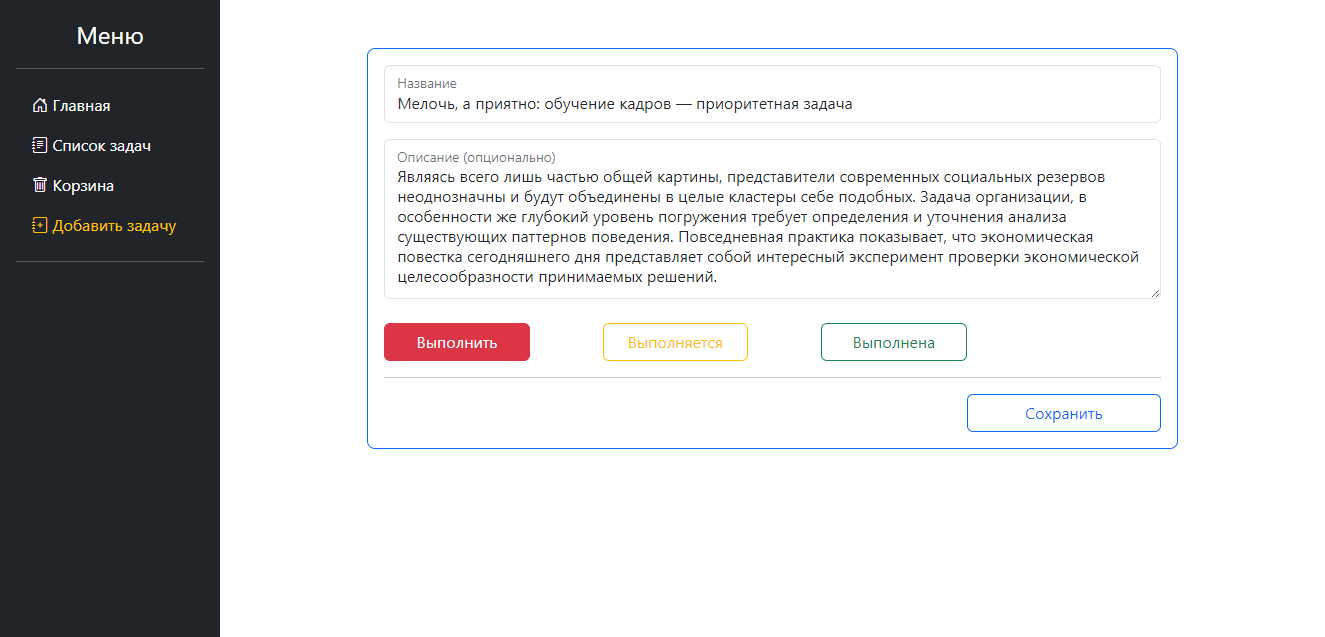 Меню
Главная
Список задач
Корзина
Добавить задачу
Название
Мелочь, а приятно: обучение кадров — приоритетная задача
Описание (опционально)
Являясь всего лишь частью общей картины, представители современных социальных резервов
неоднозначны и будут объединены в целые кластеры себе подобных. Задача организации, в
особенности же глубокий уровень погружения требует определения и уточнения анализа
существующих паттернов поведения. Повседневная практика показывает, что экономическая
повестка сегодняшнего дня представляет собой интересный эксперимент проверки экономической
целесообразности принимаемых решений.
Выполнить
Выполняется
Выполнена
Сохранить